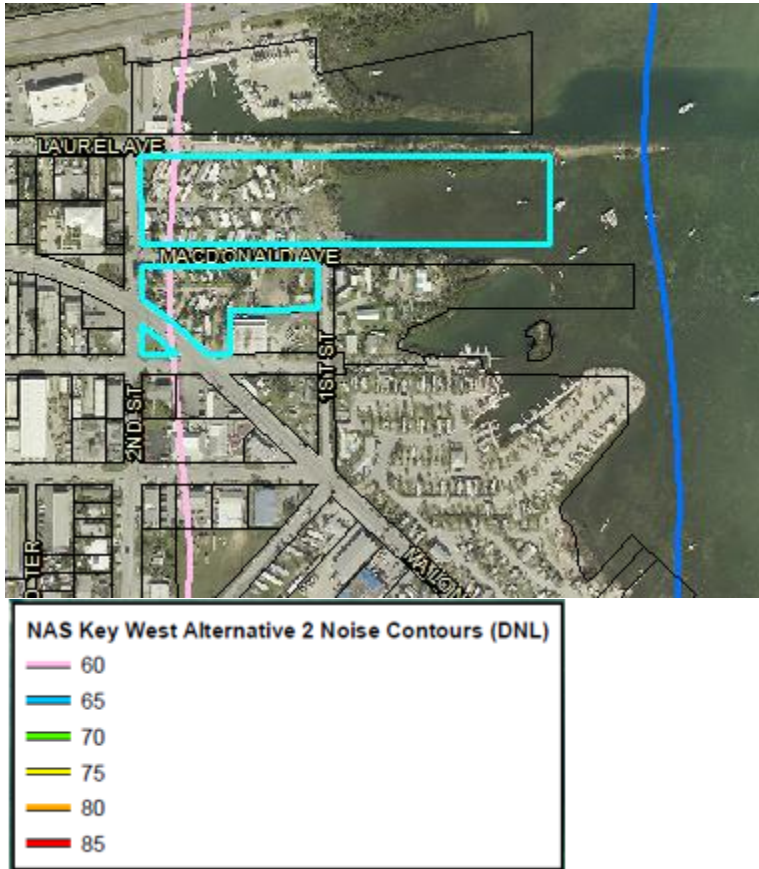 LAUREL AVE
MACDONALD AVE
1ST ST
2ND ST
D TER
NAS Key West Alternative 2 Noise Contours (DNL)
60
65
70
75
80
85